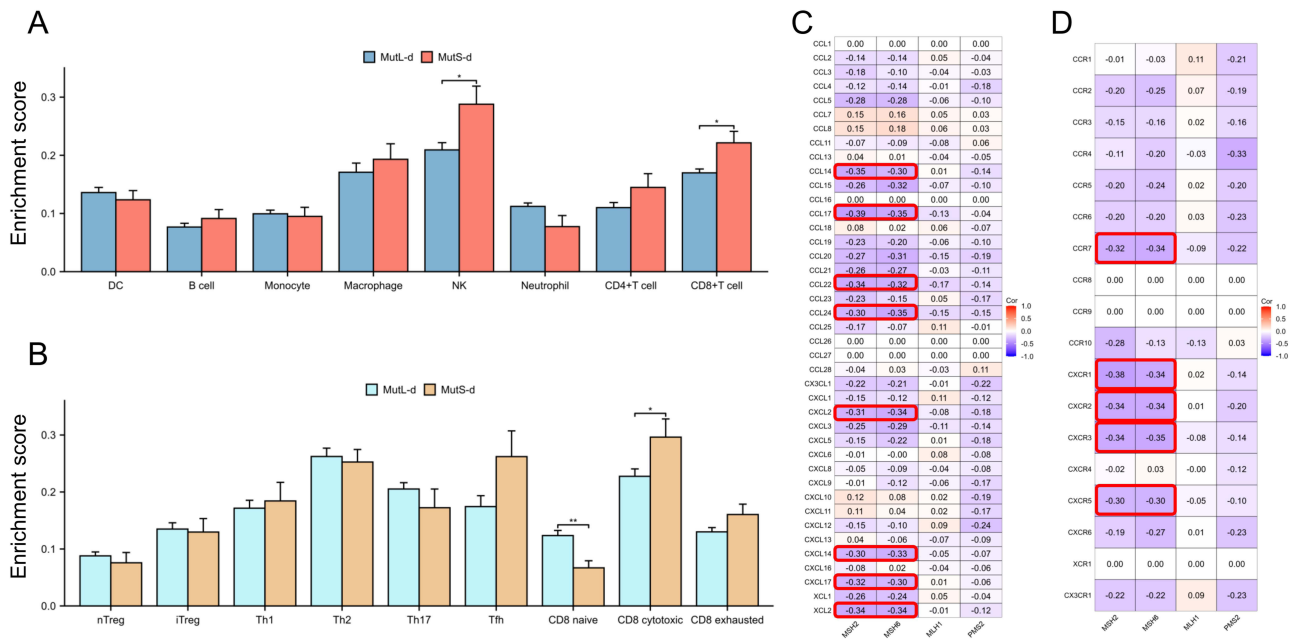 A
MutL-d MutS-d
Enrichment score
0.3
0.2
0.1
0.0
* *
DC B cell Monocyte Macrophage NK Neutrophil CD4+T cell CD8+T cell
B
MutL-d MutS-d
Enrichment score
0.3
0.2
0.1
0.0
** *
nTreg iTreg Th1 Th2 Th17 Tfh CD8 naive CD8 cytotoxic CD8 exhausted
C
CCL1 0.00 0.00 0.00 0.00
CCL2 -0.14 -0.14 0.05 -0.04
CCL3 -0.18 -0.10 -0.04 -0.03
CCL4 -0.12 -0.14 -0.01 -0.18
CCL5 -0.28 -0.28 -0.06 -0.10
CCL7 0.15 0.16 0.05 0.03
CCL8 0.15 0.18 0.06 0.03
CCL11 -0.07 -0.09 -0.08 0.06
CCL13 0.04 0.01 -0.04 -0.05
CCL14 -0.35 -0.30 0.01 -0.14
CCL15 -0.26 -0.32 -0.07 -0.10
CCL16 0.00 0.00 0.00 0.00
CCL17 -0.39 -0.35 -0.13 -0.04
CCL18 0.08 0.02 0.06 -0.07
CCL19 -0.23 -0.20 -0.06 -0.10
CCL20 -0.27 -0.31 -0.15 -0.19
CCL21 -0.26 -0.27 -0.03 -0.11
CCL22 -0.34 -0.32 -0.17 -0.14
CCL23 -0.23 -0.15 0.05 -0.17
CCL24 -0.30 -0.35 -0.15 -0.15
CCL25 -0.17 -0.07 0.11 -0.01
CCL26 0.00 0.00 0.00 0.00
CCL27 0.00 0.00 0.00 0.00
CCL28 -0.04 0.03 -0.03 0.11
CX3CL1 -0.22 -0.21 -0.01 -0.22
CXCL1 -0.15 -0.12 0.11 -0.12
CXCL2 -0.31 -0.34 -0.08 -0.18
CXCL3 -0.25 -0.29 -0.11 -0.14
CXCL5 -0.15 -0.22 0.01 -0.18
CXCL6 -0.01 -0.00 0.08 -0.08
CXCL8 -0.05 -0.09 -0.04 -0.08
CXCL9 -0.01 -0.12 -0.06 -0.17
CXCL10 0.12 0.08 0.02 -0.19
CXCL11 0.11 0.04 0.02 -0.17
CXCL12 -0.15 -0.10 0.09 -0.24
CXCL13 0.04 -0.06 -0.07 -0.09
CXCL14 -0.30 -0.33 -0.05 -0.07
CXCL16 -0.08 0.02 -0.04 -0.06
CXCL17 -0.32 -0.30 0.01 -0.06
XCL1 -0.26 -0.24 0.05 -0.04
XCL2 -0.34 -0.34 -0.01 -0.12
MSH2 MSH6 MLH1 PMS2
Cor
1.0
0.5
0.0
-0.5
-1.0
D
CCR1 -0.01 -0.03 0.11 -0.21
CCR2 -0.20 -0.25 0.07 -0.19
CCR3 -0.15 -0.16 0.02 -0.16
CCR4 -0.11 -0.20 -0.03 -0.33
CCR5 -0.16 -0.24 0.02 -0.20
CCR6 -0.20 -0.20 0.03 -0.23
CCR7 -0.32 -0.34 -0.09 -0.22
CCR8 0.00 0.00 0.00 0.00
CCR9 0.00 0.00 0.00 0.00
CCR10 -0.28 -0.13 -0.13 0.03
CXCR1 -0.38 -0.34 0.02 -0.14
CXCR2 -0.34 -0.34 0.01 -0.20
CXCR3 -0.34 -0.35 -0.08 -0.14
CXCR4 -0.02 0.03 -0.00 -0.12
CXCR5 -0.30 -0.30 -0.05 -0.10
CXCR6 -0.19 -0.27 0.01 -0.23
XCR1 0.00 0.00 0.00 0.00
CX3CR1 -0.22 -0.22 0.09 -0.23
MSH2 MSH6 MLH1 PMS2
Cor
1.0
0.5
0.0
-0.5
-1.0